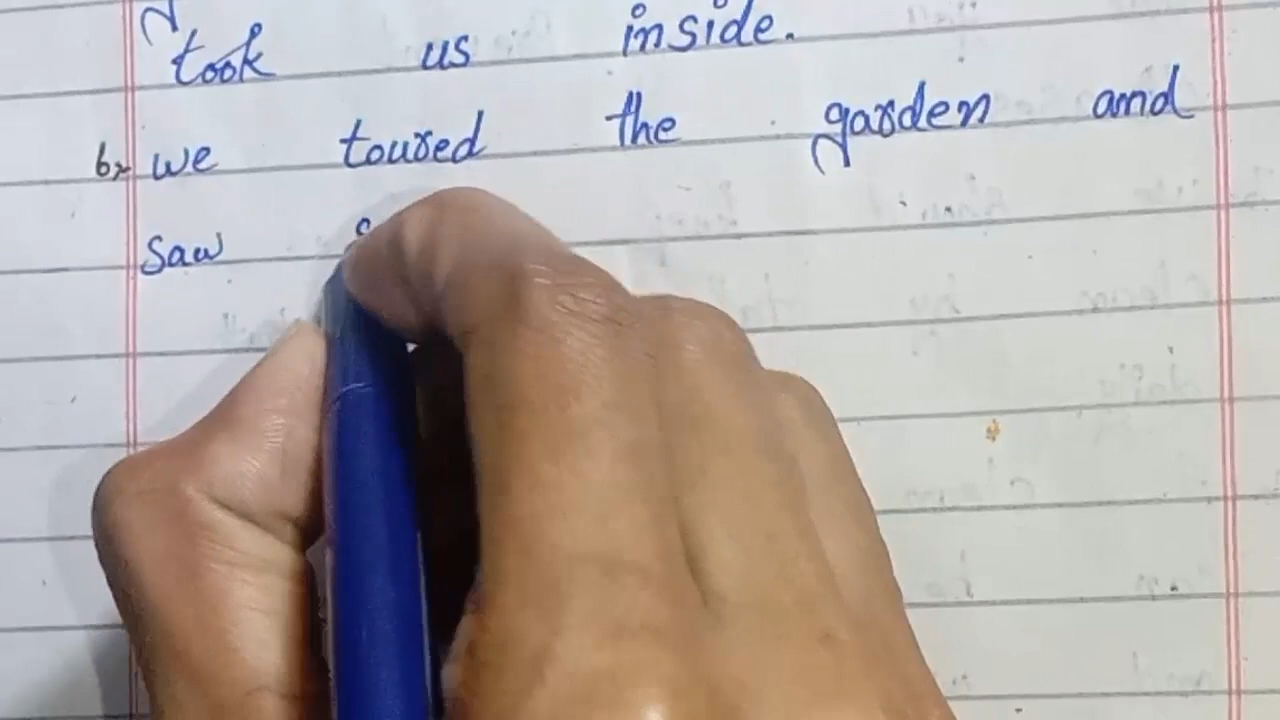 took us inside.
6, we toured the garden and
Saw